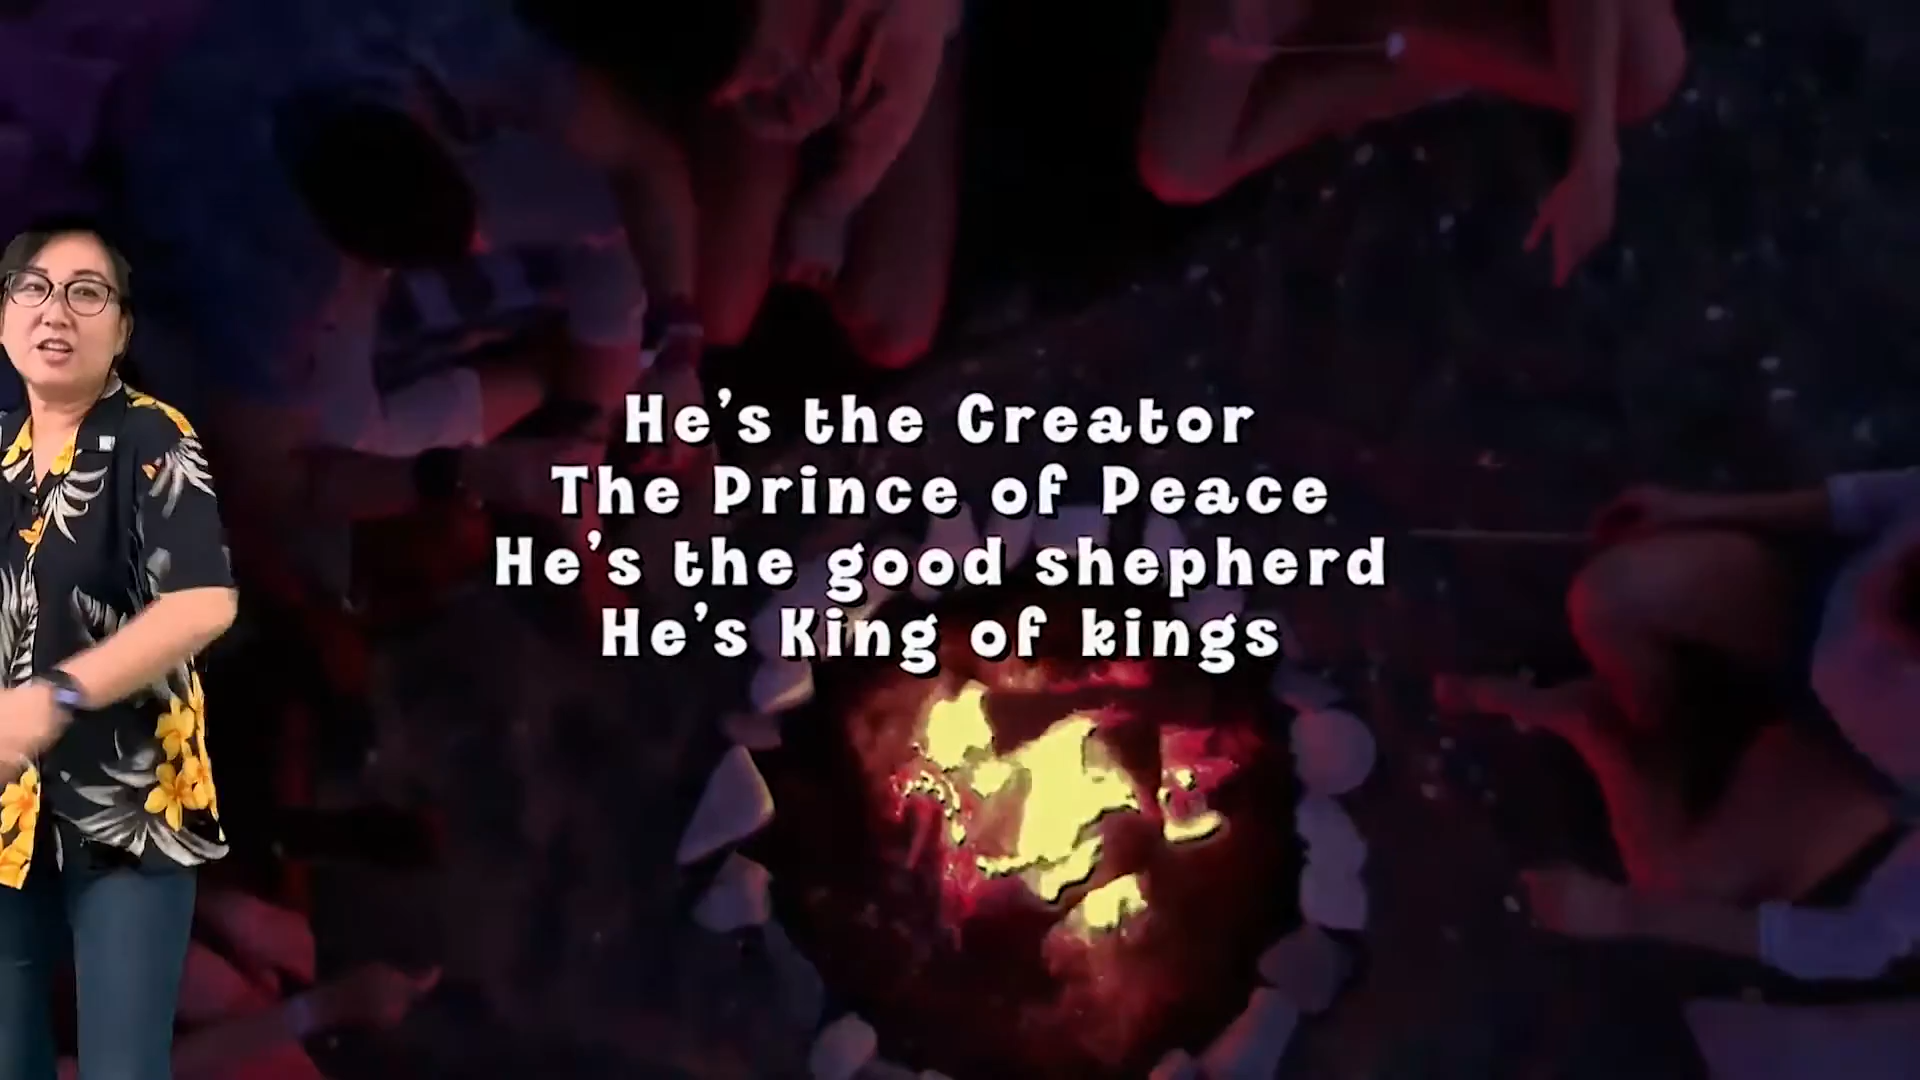 He's the Creator
The Prince of Peace
He's the good shepherd
He's King of kings